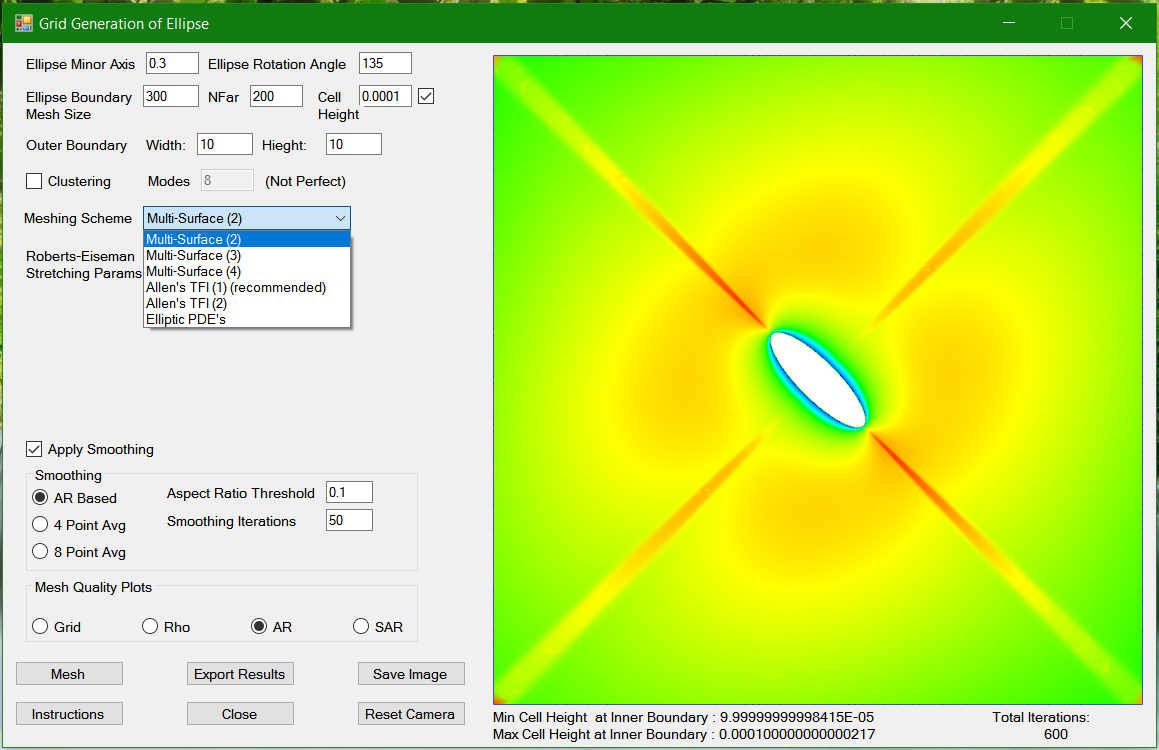 Grid Generation of Ellipse
Ellipse Minor Axis 0.3 Ellipse Rotation Angle 135
Ellipse Boundary Mesh Size 300 NFar 200 Cell Height 0.0001
Outer Boundary Width: 10 Hieght: 10
Clustering Modes 8 (Not Perfect)
Meshing Scheme Multi-Surface (2)
Multi-Surface (2)
Multi-Surface (3)
Multi-Surface (4)
Allen's TFI (1) (recommended)
Allen's TFI (2)
Elliptic PDE's
Roberts-Eiseman
Stretching Params
Apply Smoothing
Smoothing
AR Based Aspect Ratio Threshold 0.1
4 Point Avg Smoothing Iterations 50
8 Point Avg
Mesh Quality Plots
Grid Rho AR SAR
Mesh Export Results Save Image
Instructions Close Reset Camera
Min Cell Height at Inner Boundary : 9.99999999998415E-05
Max Cell Height at Inner Boundary : 0.000100000000000217
Total Iterations:
600